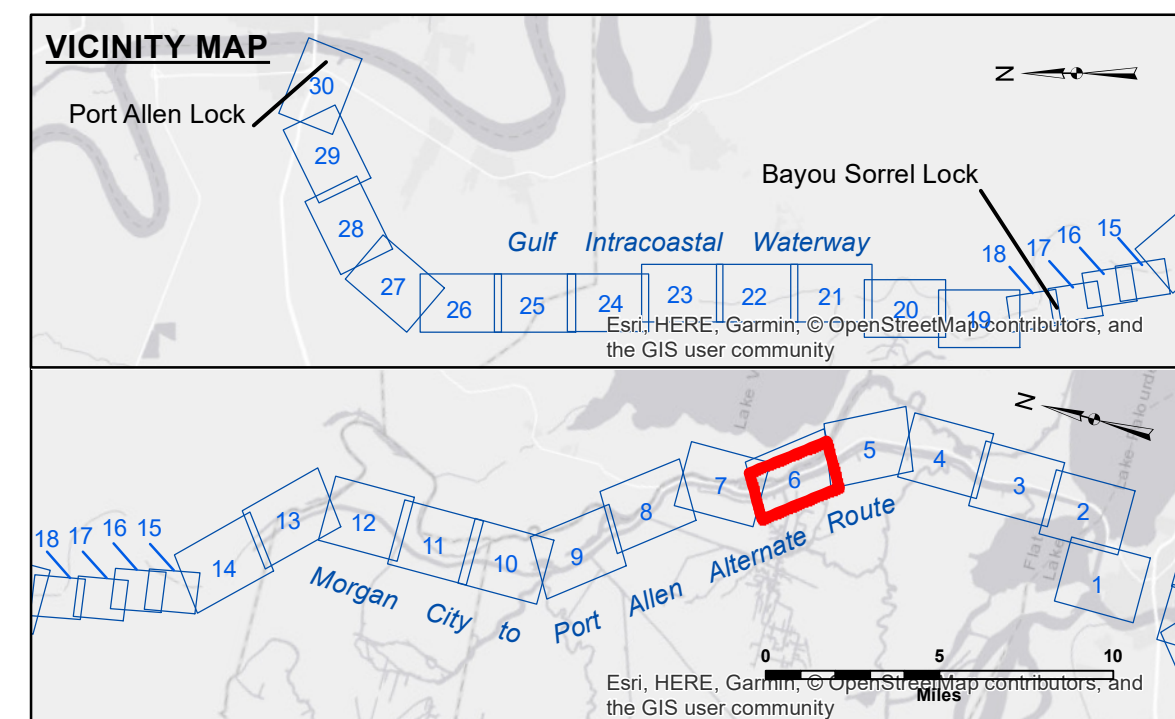 VICINITY MAP
N
30
Port Allen Lock
29
Bayou Sorrel Lock
28
Gulf Intracoastal Waterway
18 17 16 15
27 26 25 24 23 22 21 20 19
Esri, HERE, Garmin, © OpenStreetMap contributors, and
the GIS user community
N
Lake
18 17 16 15 14 13 12 11 10 9 8 7 6 5 4 3 2 1
Flat
Lake
Morgan City to Port Allen Alternate Route
0 5 10
Miles
Esri, HERE, Garmin, © OpenStreetMap contributors, and
the GIS user community